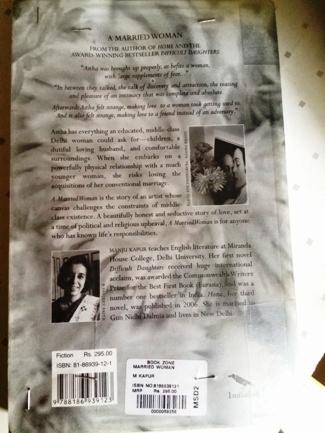 A MARRIED WOMAN
FROM THE AUTHOR OF HOME AND THE
AWARD-WINNING BESTSELLER DIFFICULT DAUGHTERS
"Astha was brought up properly, as befits a woman,
with large supplements of fear. "
"In between they talked, the talk of discovery and attraction, the teasing
and pleasure of an intimacy that was complete and absolute.
Afterwards Astha felt strange, making love to a woman took getting used to.
And it also felt strange, making love to a friend instead of an adversary."
Astha has everything an educated, middle-class
Delhi woman could ask for—children, a
dutiful loving husband, and comfortable
surroundings. When she embarks on a
powerfully physical relationship with a much
younger woman, she risks losing the
acquisitions of her conventional marriage.
A Married Woman is the story of an artist whose
canvas challenges the constraints of middle-
class existence. A beautifully honest and seductive story of love, set at
a time of political and religious upheaval, A Married Woman is for anyone
who has known life's responsibilities.
MANJU KAPUR teaches English literature at Miranda
House College, Delhi University. Her first novel
Difficult Daughters received huge international
acclaim, was awarded the Commonwealth Writers
Prize for the Best First Book (Eurasia), and was a
number one bestseller in India. Home, her third
novel, was published in 2006. She is married to
Gun Nidhi Dalmia and lives in New Delhi.
Fiction Rs. 295.00
ISBN: 81-86939-12-1
9788186939123
BOOK ZONE
MARRIED WOMAN
M KAPUR
ISBN NO:8186939121
MRP Rs. 295.00
MSD2